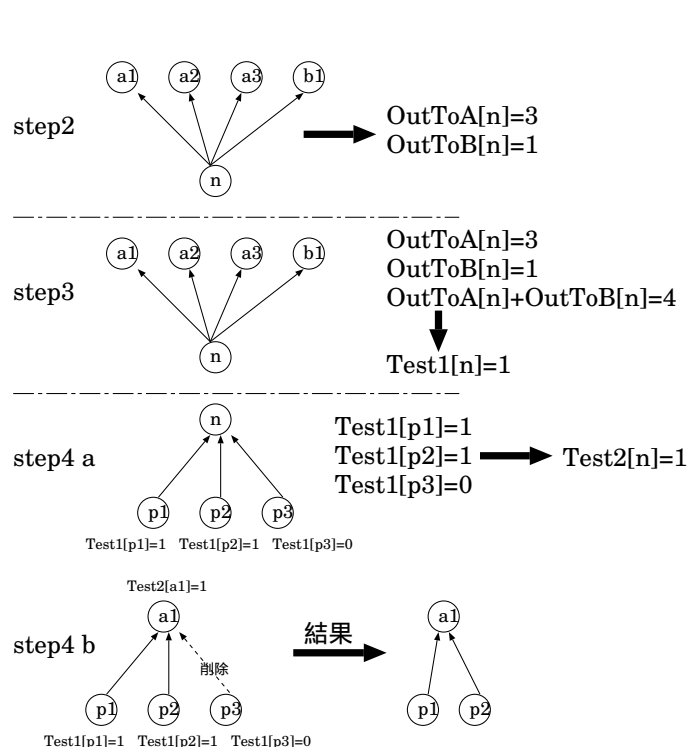 a1 a2 a3 b1
step2
OutToA[n]=3
OutToB[n]=1
n
a1 a2 a3 b1
step3
OutToA[n]=3
OutToB[n]=1
OutToA[n]+OutToB[n]=4
n
Test1[n]=1
n
step4 a
Test1[p1]=1
Test1[p2]=1
Test1[p3]=0
Test2[n]=1
p1 p2 p3
Test1[p1]=1 Test1[p2]=1 Test1[p3]=0
Test2[a1]=1
a1
step4 b
削除
結果
a1
p1 p2 p3
p1 p2
Test1[p1]=1 Test1[p2]=1 Test1[p3]=0